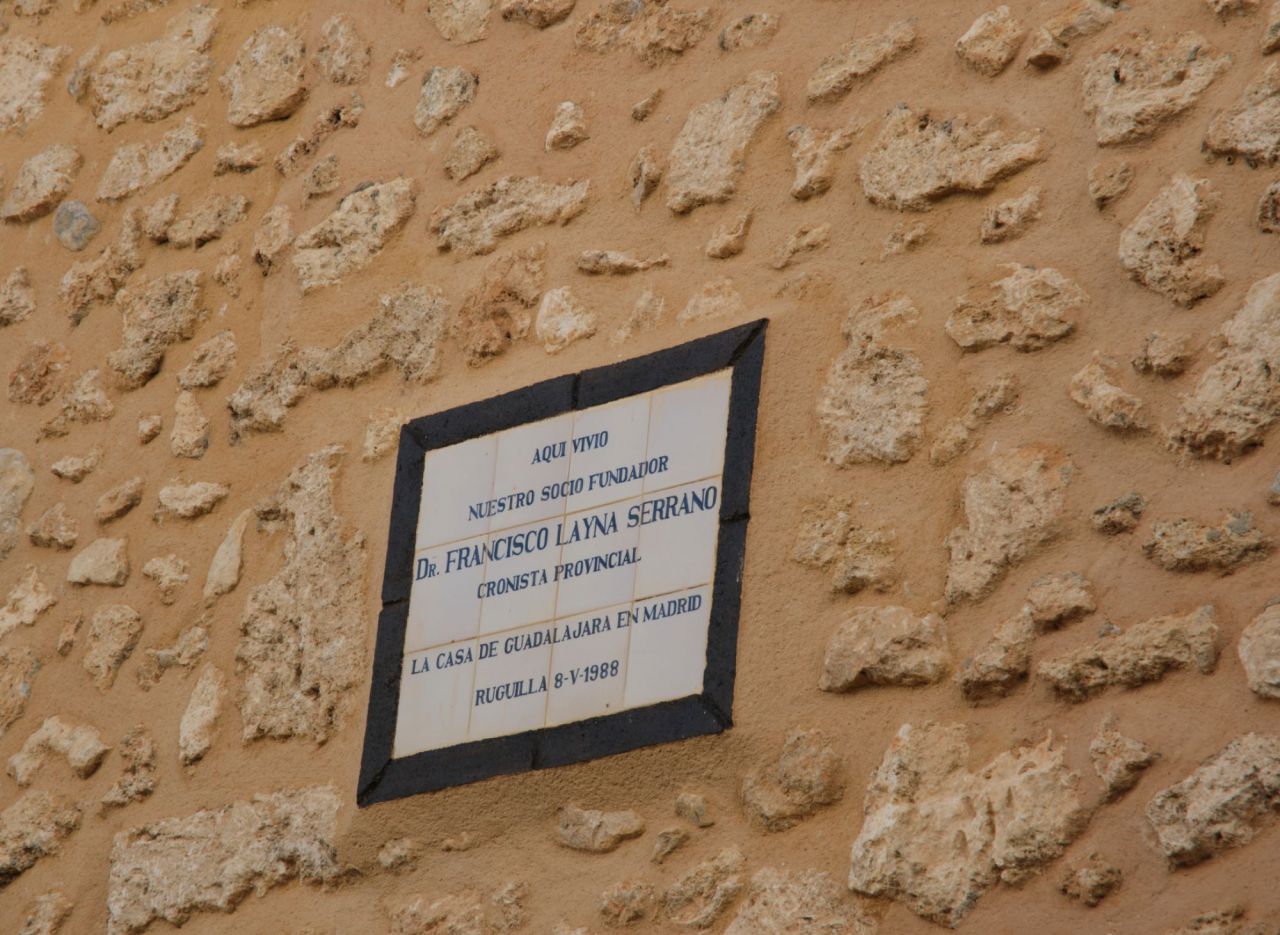 AQUI VIVIO
NUESTRO SOCIO FUNDADOR
DR. FRANCISCO LAYNA SERRANO
CRONISTA PROVINCIAL
LA CASA DE GUADALAJARA EN MADRID
RUGUILLA 8-V-1988